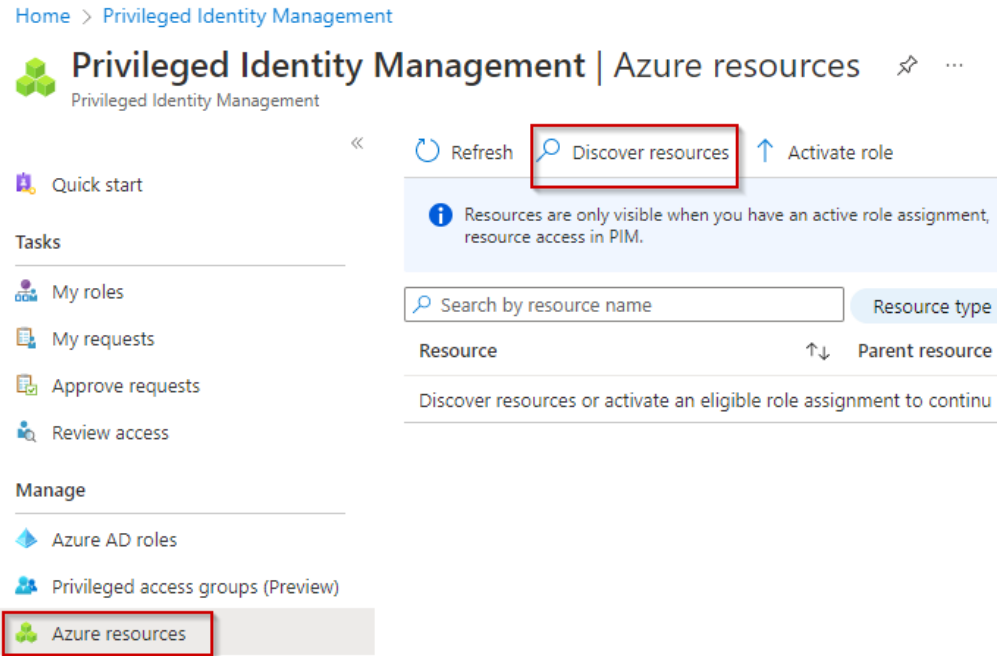 Home > Privileged Identity Management
Privileged Identity Management | Azure resources
Privileged Identity Management
Quick start
Tasks
My roles
My requests
Approve requests
Review access
Manage
Azure AD roles
Privileged access groups (Preview)
Azure resources
Refresh
Discover resources
Activate role
Resources are only visible when you have an active role assignment,
resource access in PIM.
Search by resource name
Resource type
Resource
Parent resource
Discover resources or activate an eligible role assignment to continu